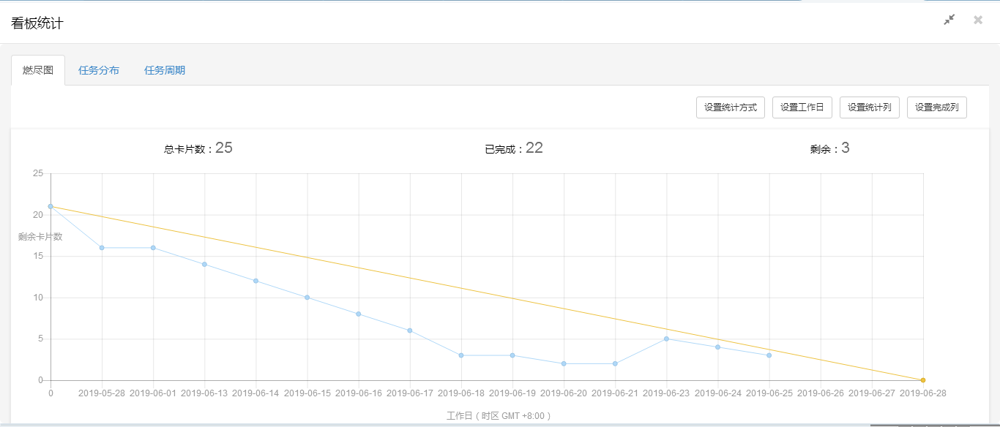 看板统计
燃尽图 任务分布 任务周期
设置统计方式 设置工作日 设置统计列 设置完成列
总卡片数：25 已完成：22 剩余：3
25
20
剩余卡片数
15
10
5
0
0 2019-05-28 2019-06-01 2019-06-13 2019-06-14 2019-06-15 2019-06-16 2019-06-17 2019-06-18 2019-06-19 2019-06-20 2019-06-21 2019-06-23 2019-06-24 2019-06-25 2019-06-26 2019-06-27 2019-06-28
工作日（时区 GMT +8:00）